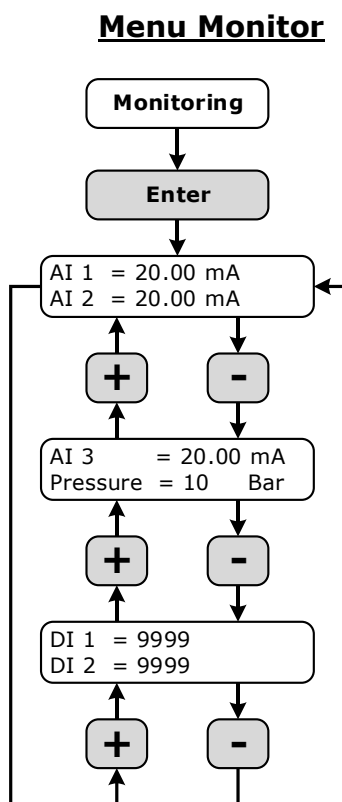 Menu Monitor
Monitoring
Enter
AI 1 = 20.00 mA
AI 2 = 20.00 mA
+ -
AI 3 = 20.00 mA
Pressure = 10 Bar
+ -
DI 1 = 9999
DI 2 = 9999
+ -